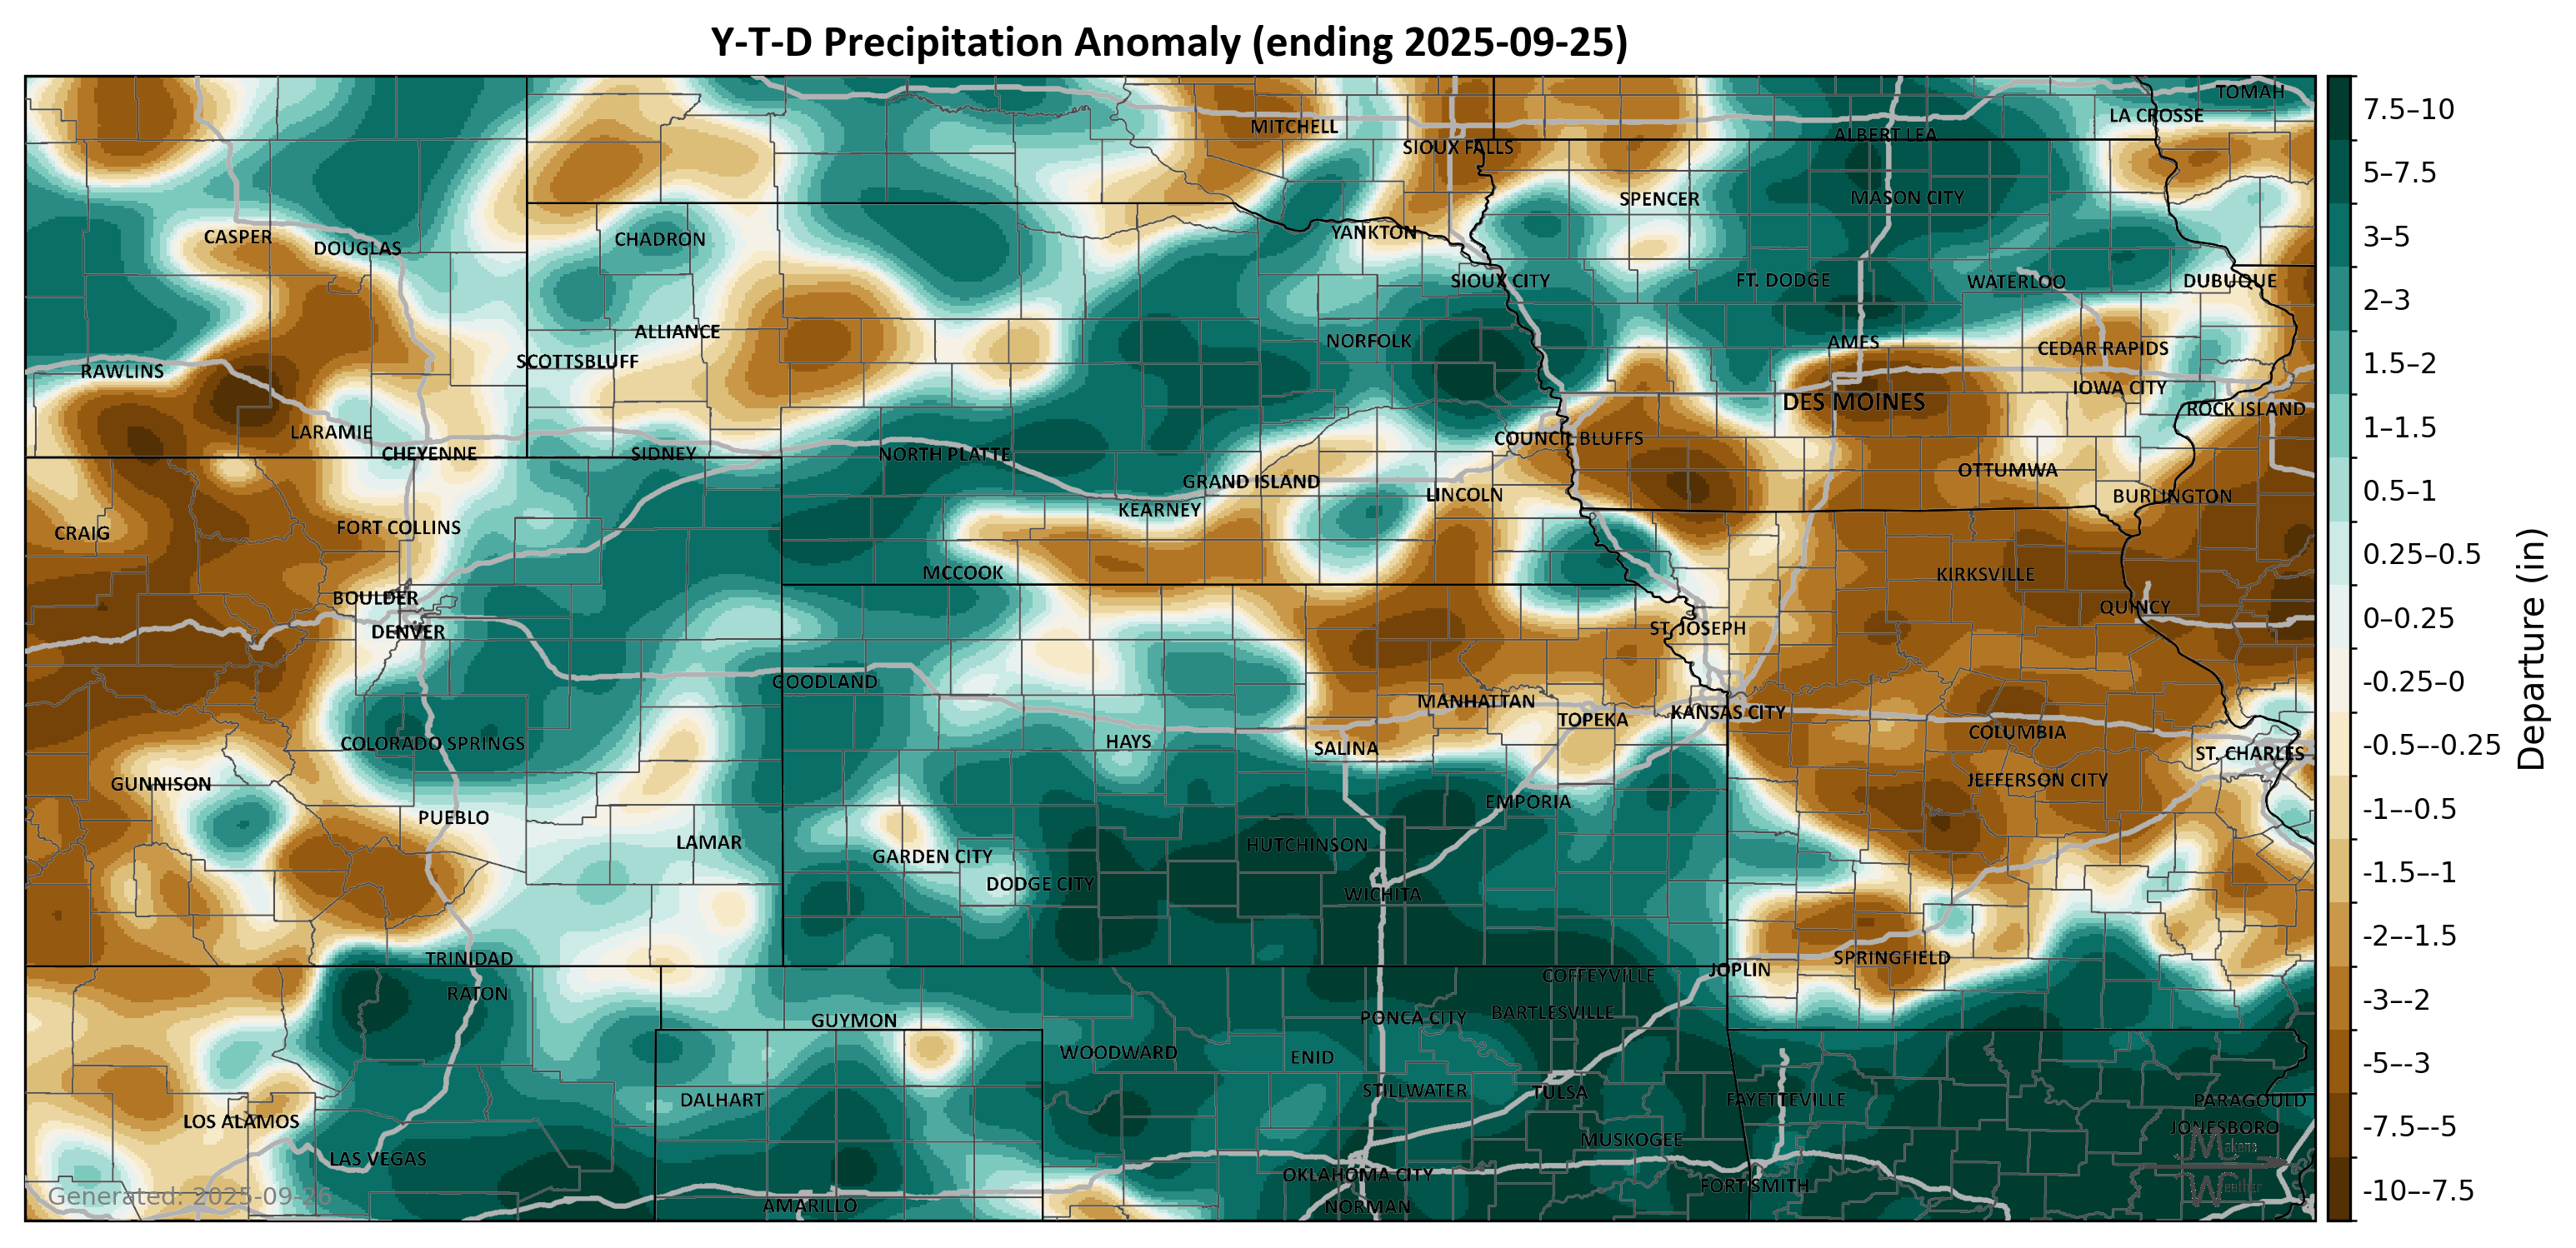 Y-T-D Precipitation Anomaly (ending 2025-09-25)
TOMAH
LA CROSSE
MITCHELL
ALBERT LEA
SIOUX FALLS
SPENCER
MASON CITY
CASPER
DOUGLAS
CHADRON
YANKTON
SIOUX CITY
FT. DODGE
WATERLOO
DUBUQUE
ALLIANCE
NORFOLK
AMES
CEDAR RAPIDS
SCOTTSBLUFF
RAWLINS
IOWA CITY
DES MOINES
ROCK ISLAND
LARAMIE
COUNCIL BLUFFS
CHEYENNE
SIDNEY
NORTH PLATTE
OTTUMWA
GRAND ISLAND
LINCOLN
BURLINGTON
KEARNEY
CRAIG
FORT COLLINS
MCCOOK
KIRKSVILLE
BOULDER
QUINCY
DENVER
ST. JOSEPH
GOODLAND
MANHATTAN
TOPEKA
KANSAS CITY
COLUMBIA
COLORADO SPRINGS
HAYS
SALINA
ST. CHARLES
GUNNISON
JEFFERSON CITY
PUEBLO
EMPORIA
LAMAR
HUTCHINSON
GARDEN CITY
DODGE CITY
WICHITA
TRINIDAD
SPRINGFIELD
JOPLIN
COFFEYVILLE
RATON
GUYMON
PONCA CITY
BARTLESVILLE
WOODWARD
ENID
STILLWATER
TULSA
DALHART
FAYETTEVILLE
PARAGOULD
LOS ALAMOS
JONESBORO
MUSKOGEE
LAS VEGAS
OKLAHOMA CITY
FORT SMITH
AMARILLO
NORMAN
Makens
Weather
Generated: 2025-09-26
7.5–10
5–7.5
3–5
2–3
1.5–2
1–1.5
0.5–1
0.25–0.5
0–0.25
-0.25–0
-0.5–-0.25
-1–-0.5
-1.5–-1
-2–-1.5
-3–-2
-5–-3
-7.5–-5
-10–-7.5
Departure (in)